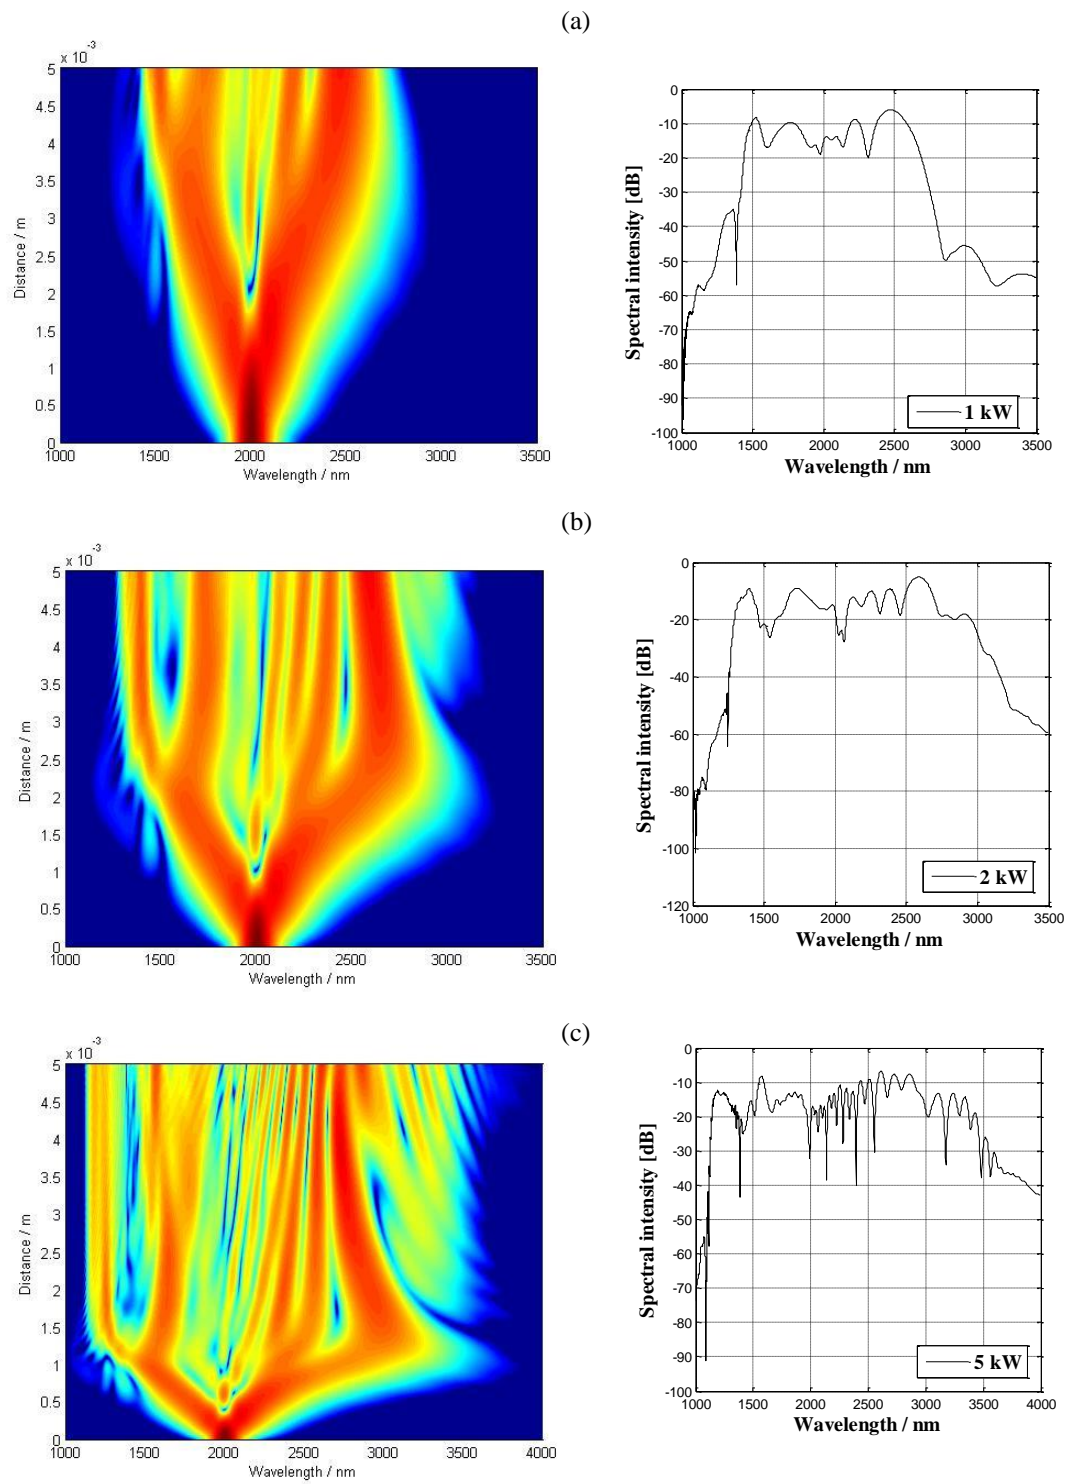 (a)
x 10⁻³
5
4.5
4
3.5
3
2.5
2
1.5
1
0.5
0
Distance / m
1000 1500 2000 2500 3000 3500
Wavelength / nm
0
-10
-20
-30
-40
-50
-60
-70
-80
-90
-100
Spectral intensity [dB]
1 kW
1000 1500 2000 2500 3000 3500
Wavelength / nm
(b)
x 10⁻³
5
4.5
4
3.5
3
2.5
2
1.5
1
0.5
0
Distance / m
1000 1500 2000 2500 3000 3500
Wavelength / nm
0
-20
-40
-60
-80
-100
-120
Spectral intensity [dB]
2 kW
1000 1500 2000 2500 3000 3500
Wavelength / nm
(c)
x 10⁻³
5
4.5
4
3.5
3
2.5
2
1.5
1
0.5
0
Distance / m
1000 1500 2000 2500 3000 3500 4000
Wavelength / nm
0
-10
-20
-30
-40
-50
-60
-70
-80
-90
-100
Spectral intensity [dB]
5 kW
1000 1500 2000 2500 3000 3500 4000
Wavelength / nm